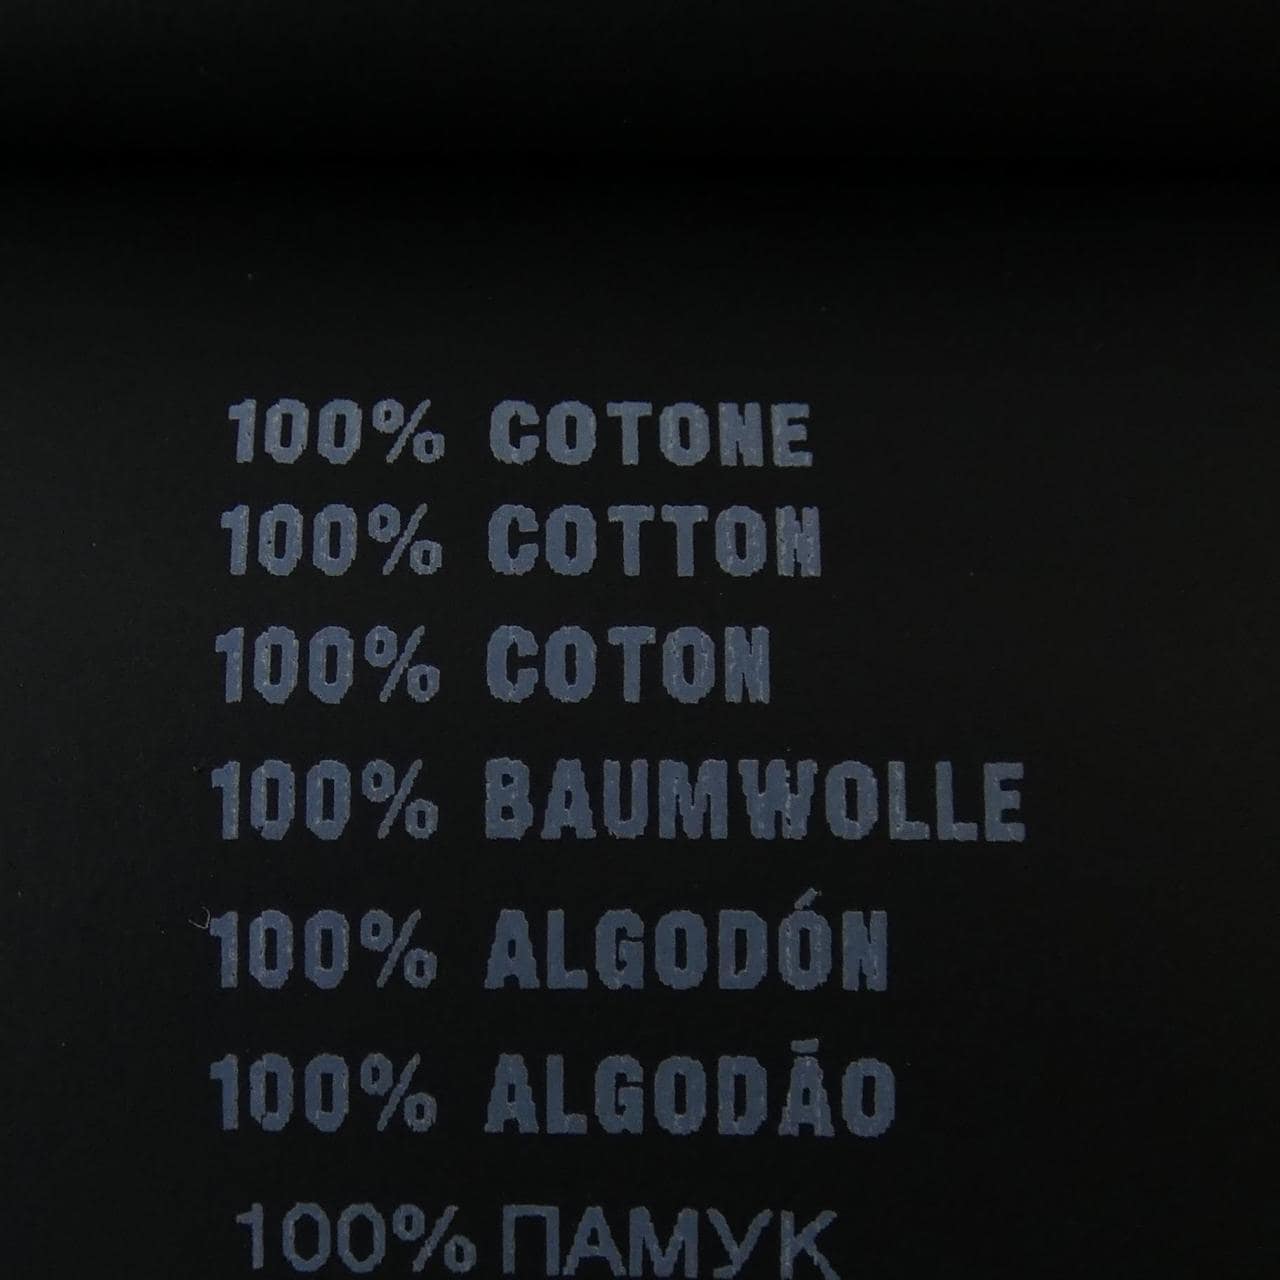 100% COTONE
100% COTTON
100% COTON
100% BAUMWOLLE
100% ALGODÓN
100% ALGODÃO
100% ПАМУК